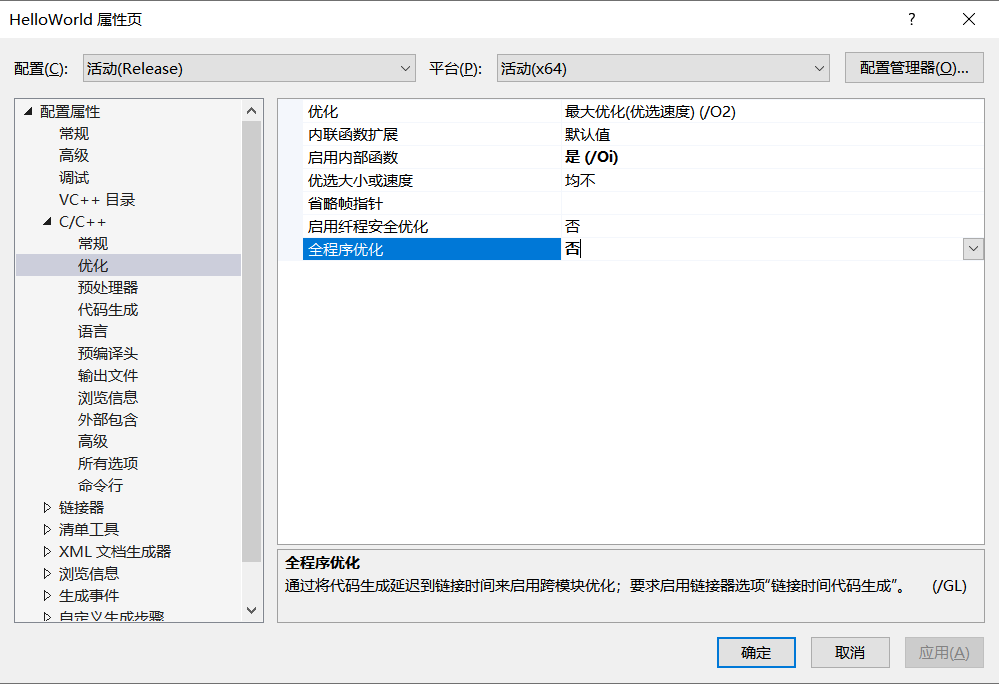 HelloWorld 属性页
?
配置(C): 活动(Release) 平台(P): 活动(x64) 配置管理器(O)...
配置属性
常规
高级
调试
VC++ 目录
C/C++
常规
优化
预处理器
代码生成
语言
预编译头
输出文件
浏览信息
外部包含
高级
所有选项
命令行
链接器
清单工具
XML 文档生成器
浏览信息
生成事件
自定义生成步骤
优化 最大优化(优选速度) (/O2)
内联函数扩展 默认值
启用内部函数 是 (/Oi)
优选大小或速度 均不
省略帧指针
启用纤程安全优化 否
全程序优化 否
全程序优化
通过将代码生成延迟到链接时间来启用跨模块优化；要求启用链接器选项“链接时间代码生成”。 (/GL)
确定 取消 应用(A)